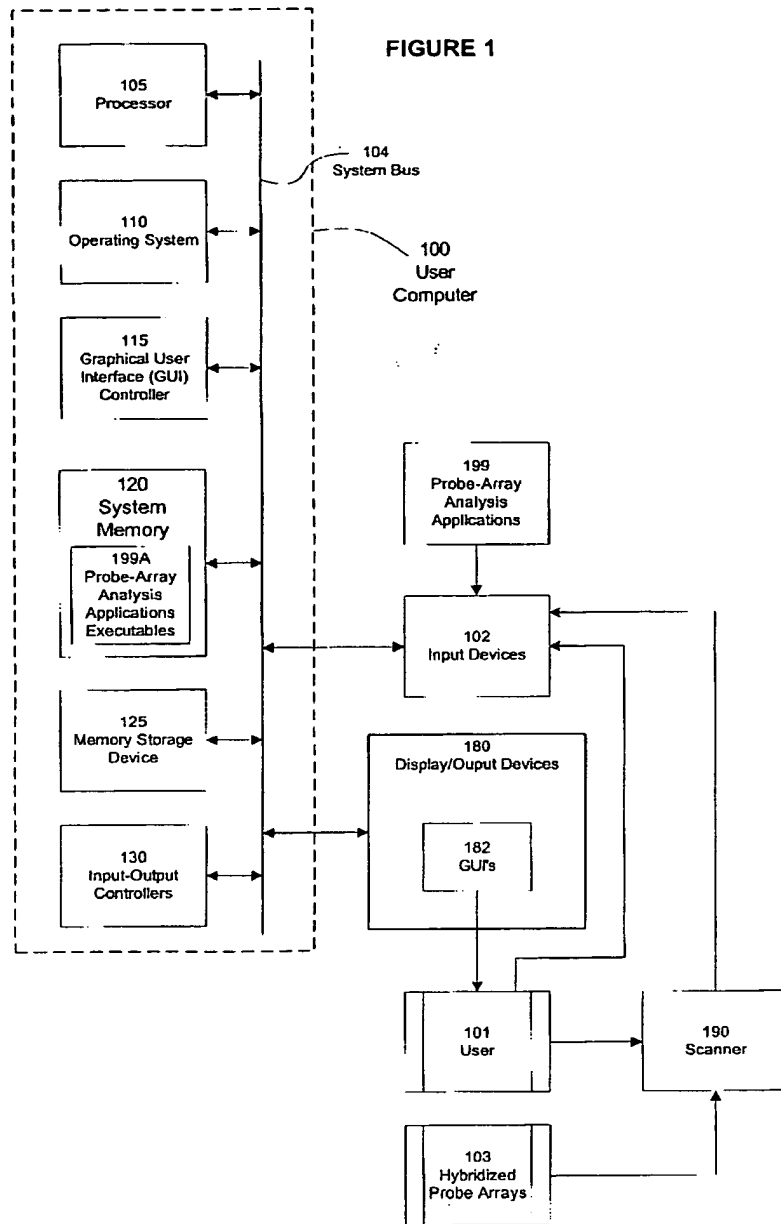 FIGURE 1
105
Processor
104
System Bus
110
Operating System
100
User
Computer
115
Graphical User
Interface (GUI)
Controller
120
System
Memory
199A
Probe-Array
Analysis
Applications
Executables
199
Probe-Array
Analysis
Applications
102
Input Devices
125
Memory Storage
Device
180
Display/Ouput Devices
182
GUI's
130
Input-Output
Controllers
101
User
190
Scanner
103
Hybridized
Probe Arrays